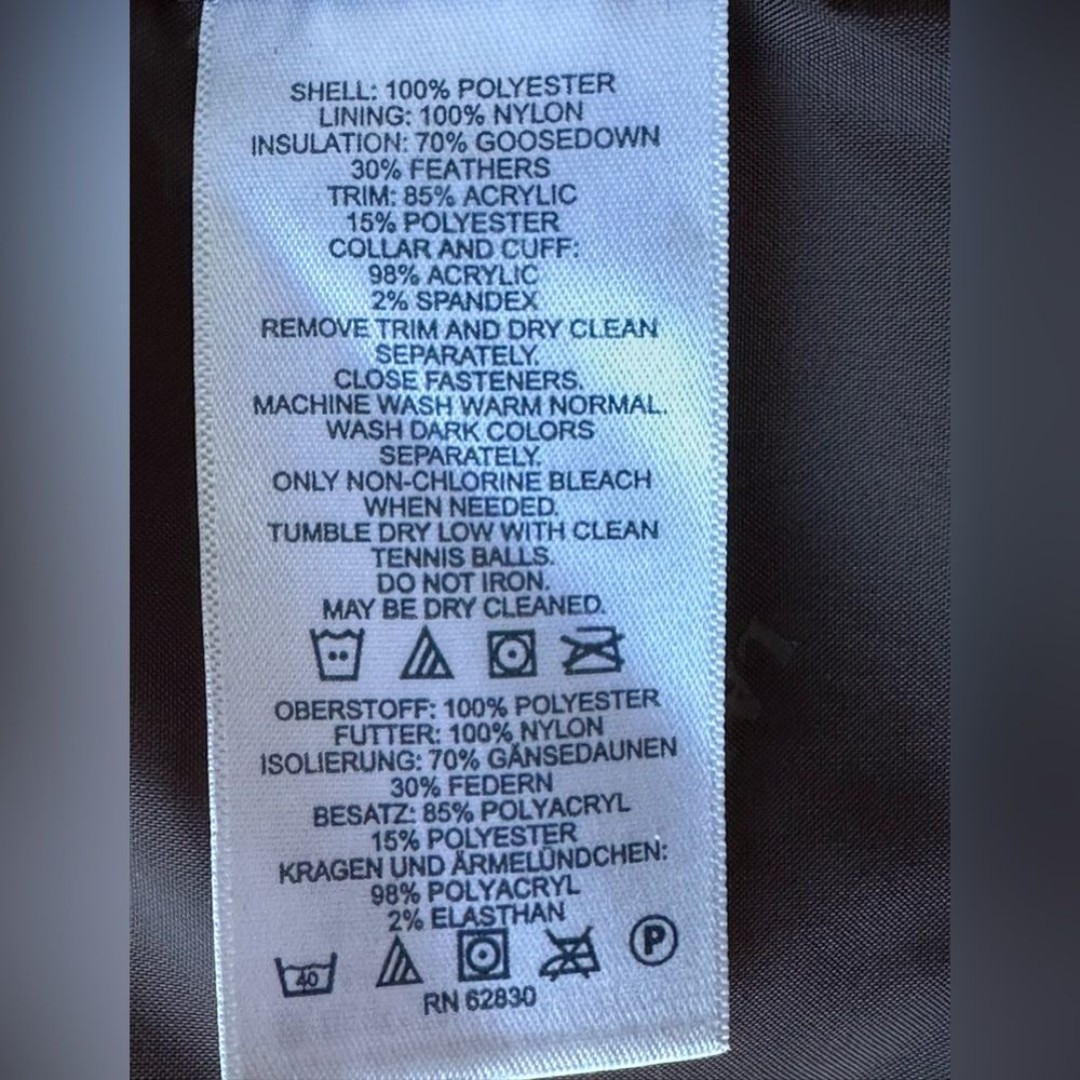 SHELL: 100% POLYESTER
LINING: 100% NYLON
INSULATION: 70% GOOSEDOWN
30% FEATHERS
TRIM: 85% ACRYLIC
15% POLYESTER
COLLAR AND CUFF:
98% ACRYLIC
2% SPANDEX
REMOVE TRIM AND DRY CLEAN
SEPARATELY.
CLOSE FASTENERS.
MACHINE WASH WARM NORMAL.
WASH DARK COLORS
SEPARATELY.
ONLY NON-CHLORINE BLEACH
WHEN NEEDED.
TUMBLE DRY LOW WITH CLEAN
TENNIS BALLS.
DO NOT IRON.
MAY BE DRY CLEANED.
OBERSTOFF: 100% POLYESTER
FUTTER: 100% NYLON
ISOLIERUNG: 70% GÄNSEDAUNEN
30% FEDERN
BESATZ: 85% POLYACRYL
15% POLYESTER
KRAGEN UND ÄRMELÜNDCHEN:
98% POLYACRYL
2% ELASTHAN
40 P
RN 62830